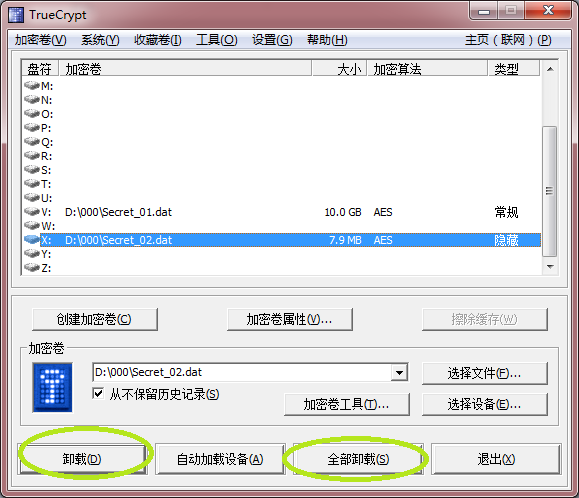 TrueCrypt
加密卷(V) 系统(Y) 收藏卷(I) 工具(O) 设置(G) 帮助(H) 主页（联网）(P)
盘符 加密卷 大小 加密算法 类型
M:
N:
O:
P:
Q:
R:
S:
T:
U:
V: D:\000\Secret_01.dat 10.0 GB AES 常规
W:
X: D:\000\Secret_02.dat 7.9 MB AES 隐藏
Y:
Z:
创建加密卷(C) 加密卷属性(V)... 擦除缓存(W)
加密卷
D:\000\Secret_02.dat 选择文件(F)...
从不保留历史记录(S)
加密卷工具(T)... 选择设备(E)...
卸载(D) 自动加载设备(A) 全部卸载(S) 退出(X)